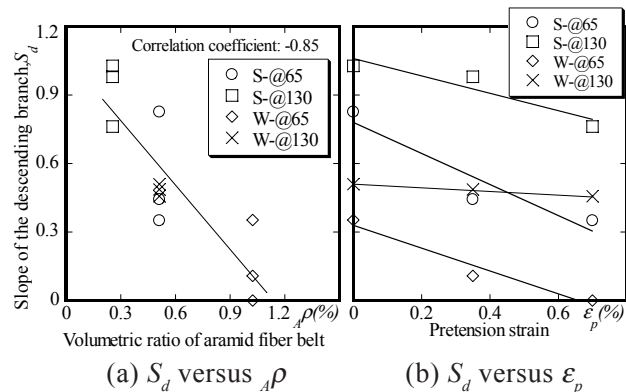 Slope of the descending branch,S_d
1.2
0.9
0.6
0.3
0
0 0.3 0.6 0.9 1.2
_Aρ(%)
Volumetric ratio of aramid fiber belt
Correlation coefficient: -0.85
S-@65
S-@130
W-@65
W-@130
(a) S_d versus _Aρ
S-@65
S-@130
W-@65
W-@130
0 0.2 0.4 0.6
ε_p(%)
Pretension strain
(b) S_d versus ε_p